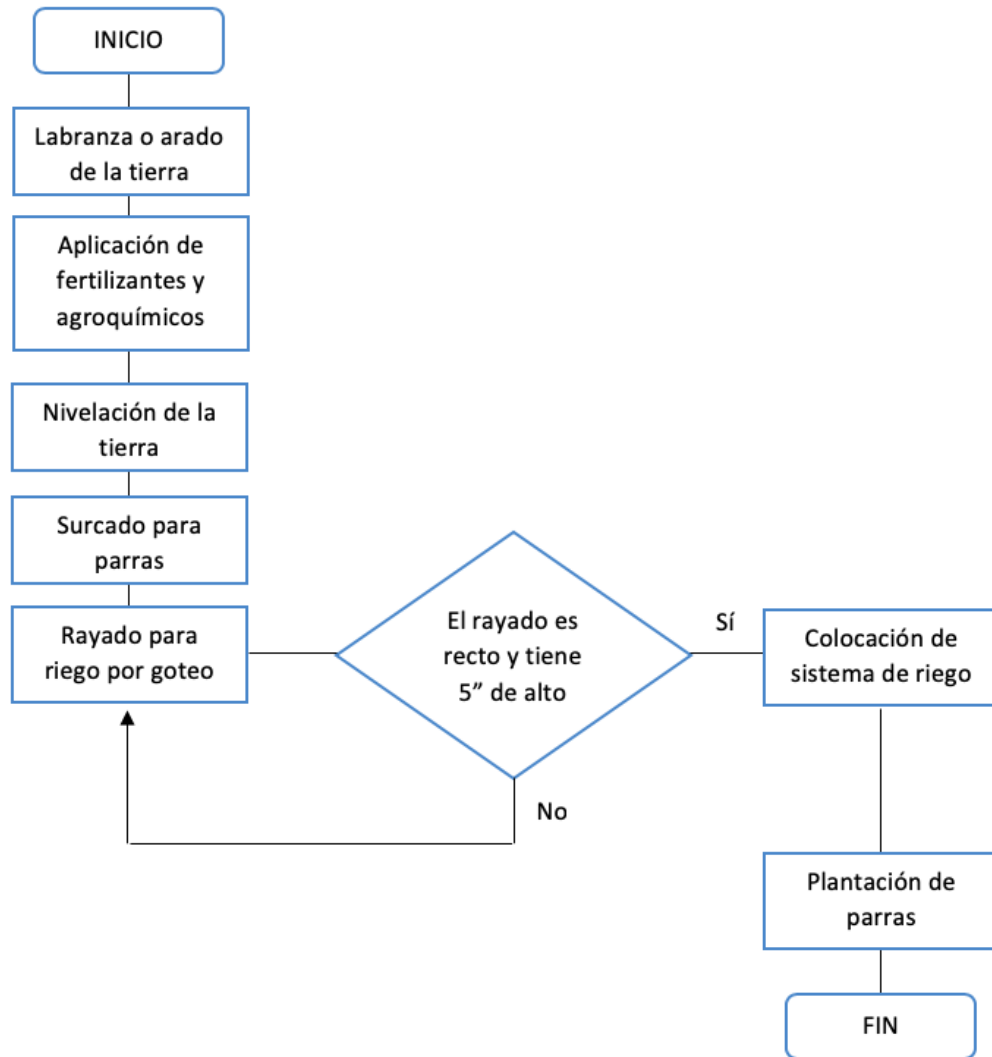 INICIO
Labranza o arado
de la tierra
Aplicación de
fertilizantes y
agroquímicos
Nivelación de la
tierra
Surcado para
parras
Rayado para
riego por goteo
El rayado es
recto y tiene
5” de alto
Sí
No
Colocación de
sistema de riego
Plantación de
parras
FIN